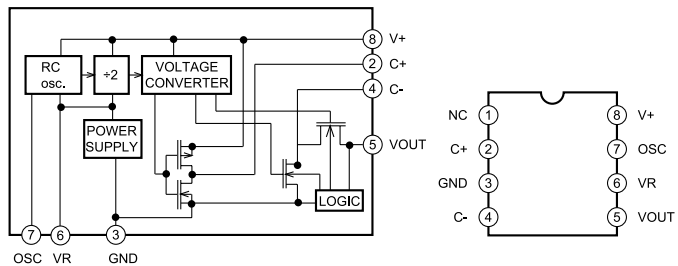 8 V+
2 C+
4 C-
RC
osc.
÷2
VOLTAGE
CONVERTER
POWER
SUPPLY
5 VOUT
LOGIC
7 6 3
OSC VR GND
NC 1 8 V+
C+ 2 7 OSC
GND 3 6 VR
C- 4 5 VOUT